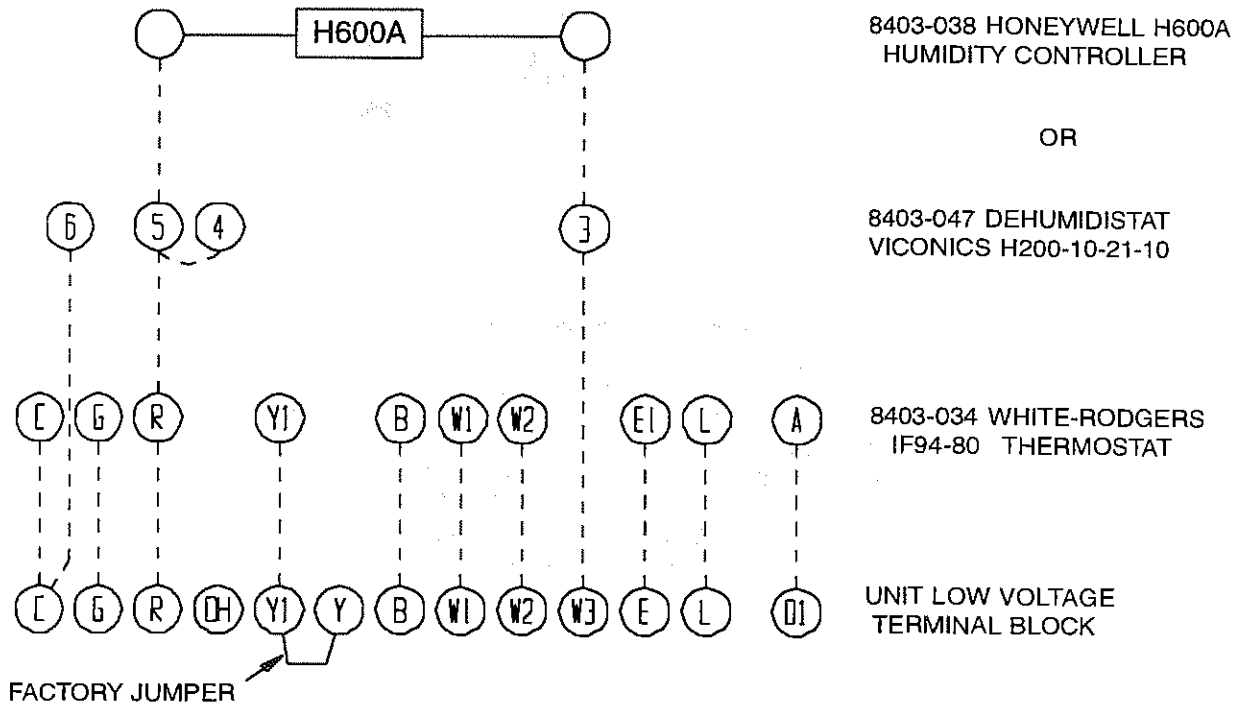 H600A
8403-038 HONEYWELL H600A
HUMIDITY CONTROLLER
OR
6 5 4 3
8403-047 DEHUMIDISTAT
VICONICS H200-10-21-10
C G R Y1 B W1 W2 E1 L A
8403-034 WHITE-RODGERS
IF94-80 THERMOSTAT
C G R DH Y1 Y B W1 W2 W3 E L D1
UNIT LOW VOLTAGE
TERMINAL BLOCK
FACTORY JUMPER